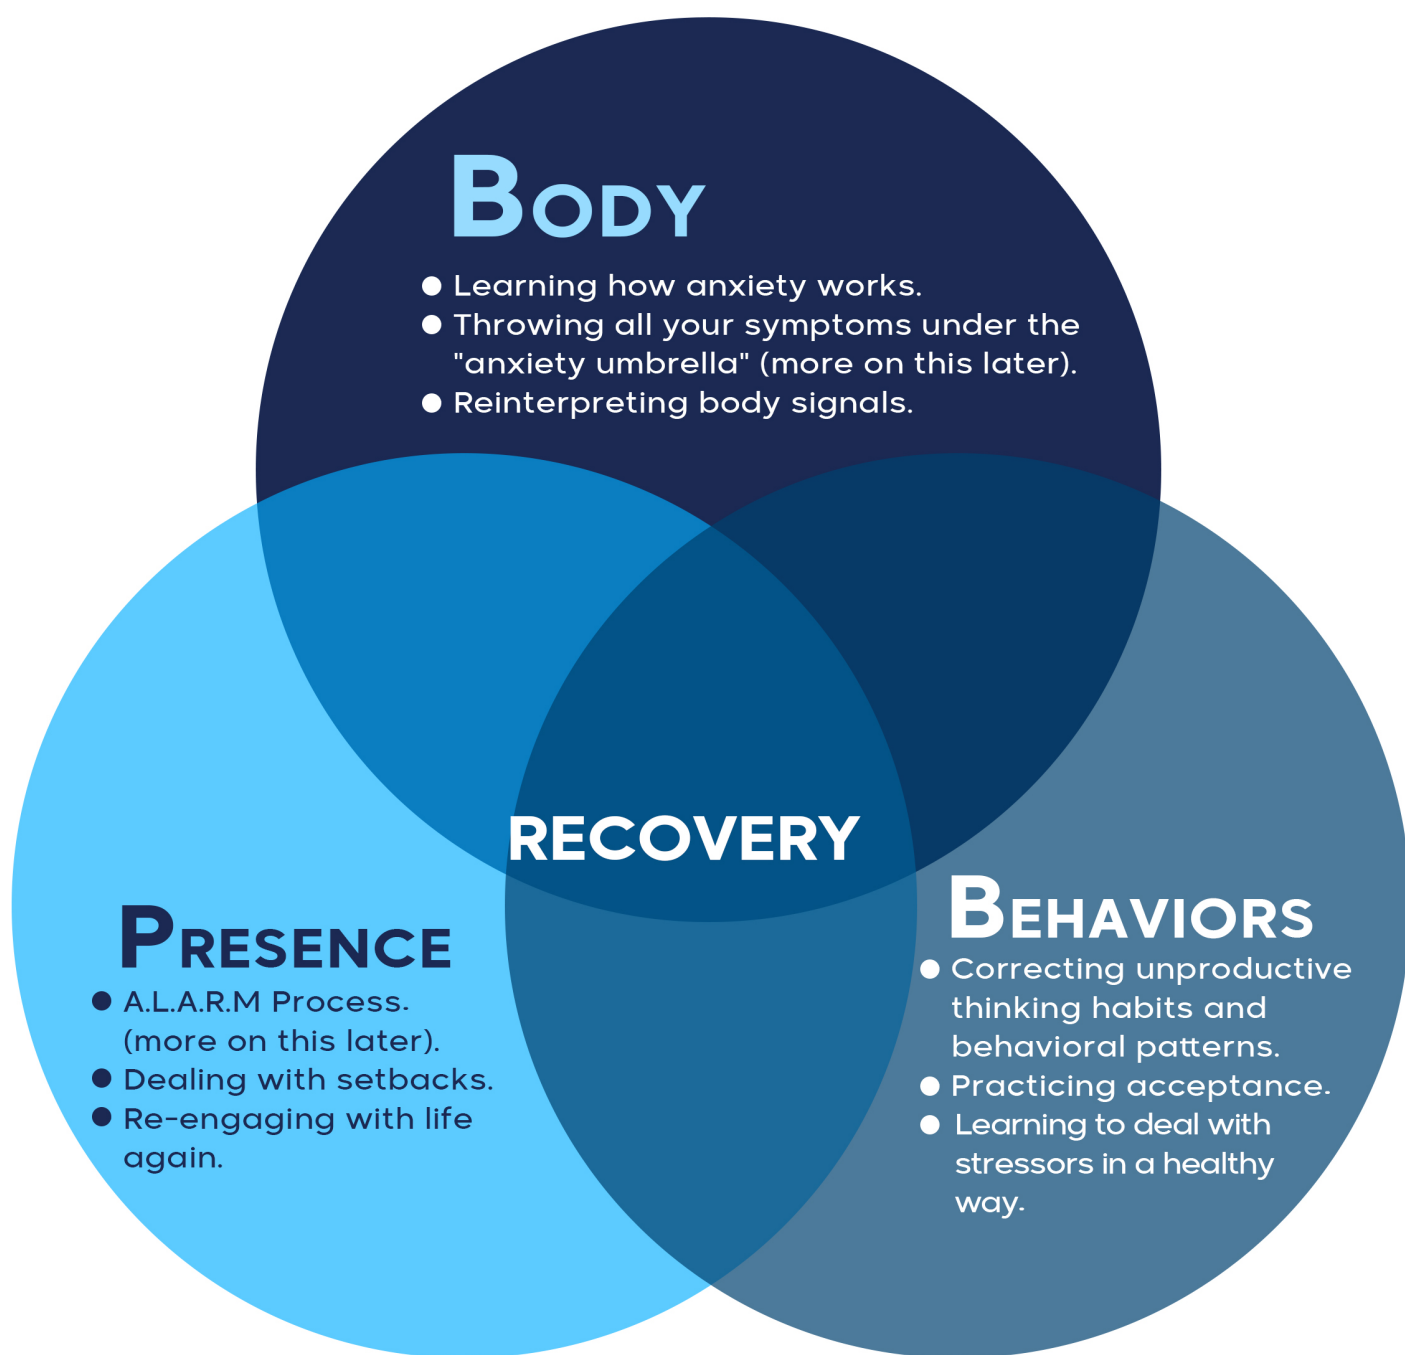 BODY
● Learning how anxiety works.
● Throwing all your symptoms under the
"anxiety umbrella" (more on this later).
● Reinterpreting body signals.
RECOVERY
PRESENCE
● A.L.A.R.M Process.
(more on this later).
● Dealing with setbacks.
● Re-engaging with life
again.
BEHAVIORS
● Correcting unproductive
thinking habits and
behavioral patterns.
● Practicing acceptance.
● Learning to deal with
stressors in a healthy
way.